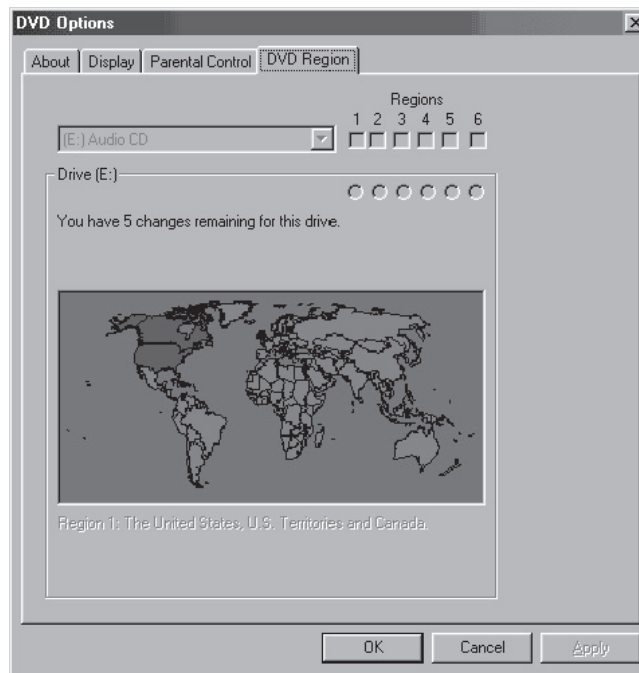 DVD Options
About Display Parental Control DVD Region
Regions
1 2 3 4 5 6
(E:) Audio CD
Drive (E:)
You have 5 changes remaining for this drive.
Region 1: The United States, U.S. Territories and Canada.
OK Cancel Apply